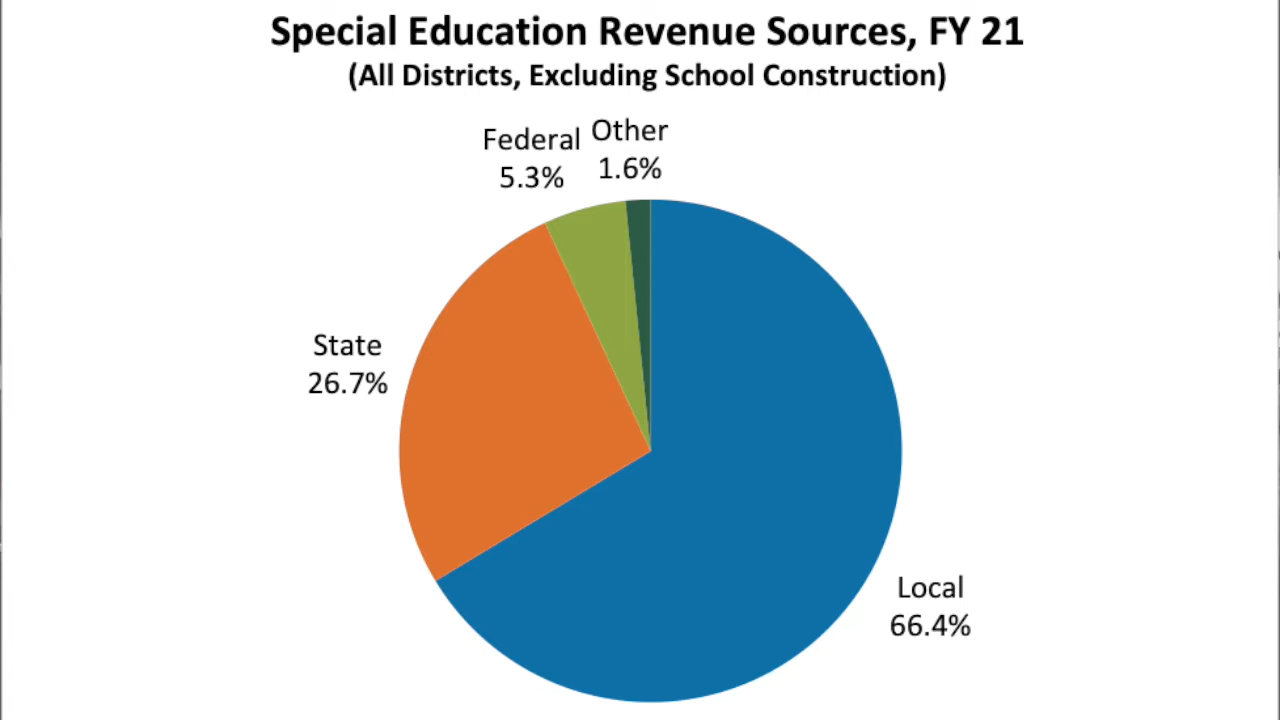 Special Education Revenue Sources, FY 21
(All Districts, Excluding School Construction)
Federal
5.3%
Other
1.6%
State
26.7%
Local
66.4%